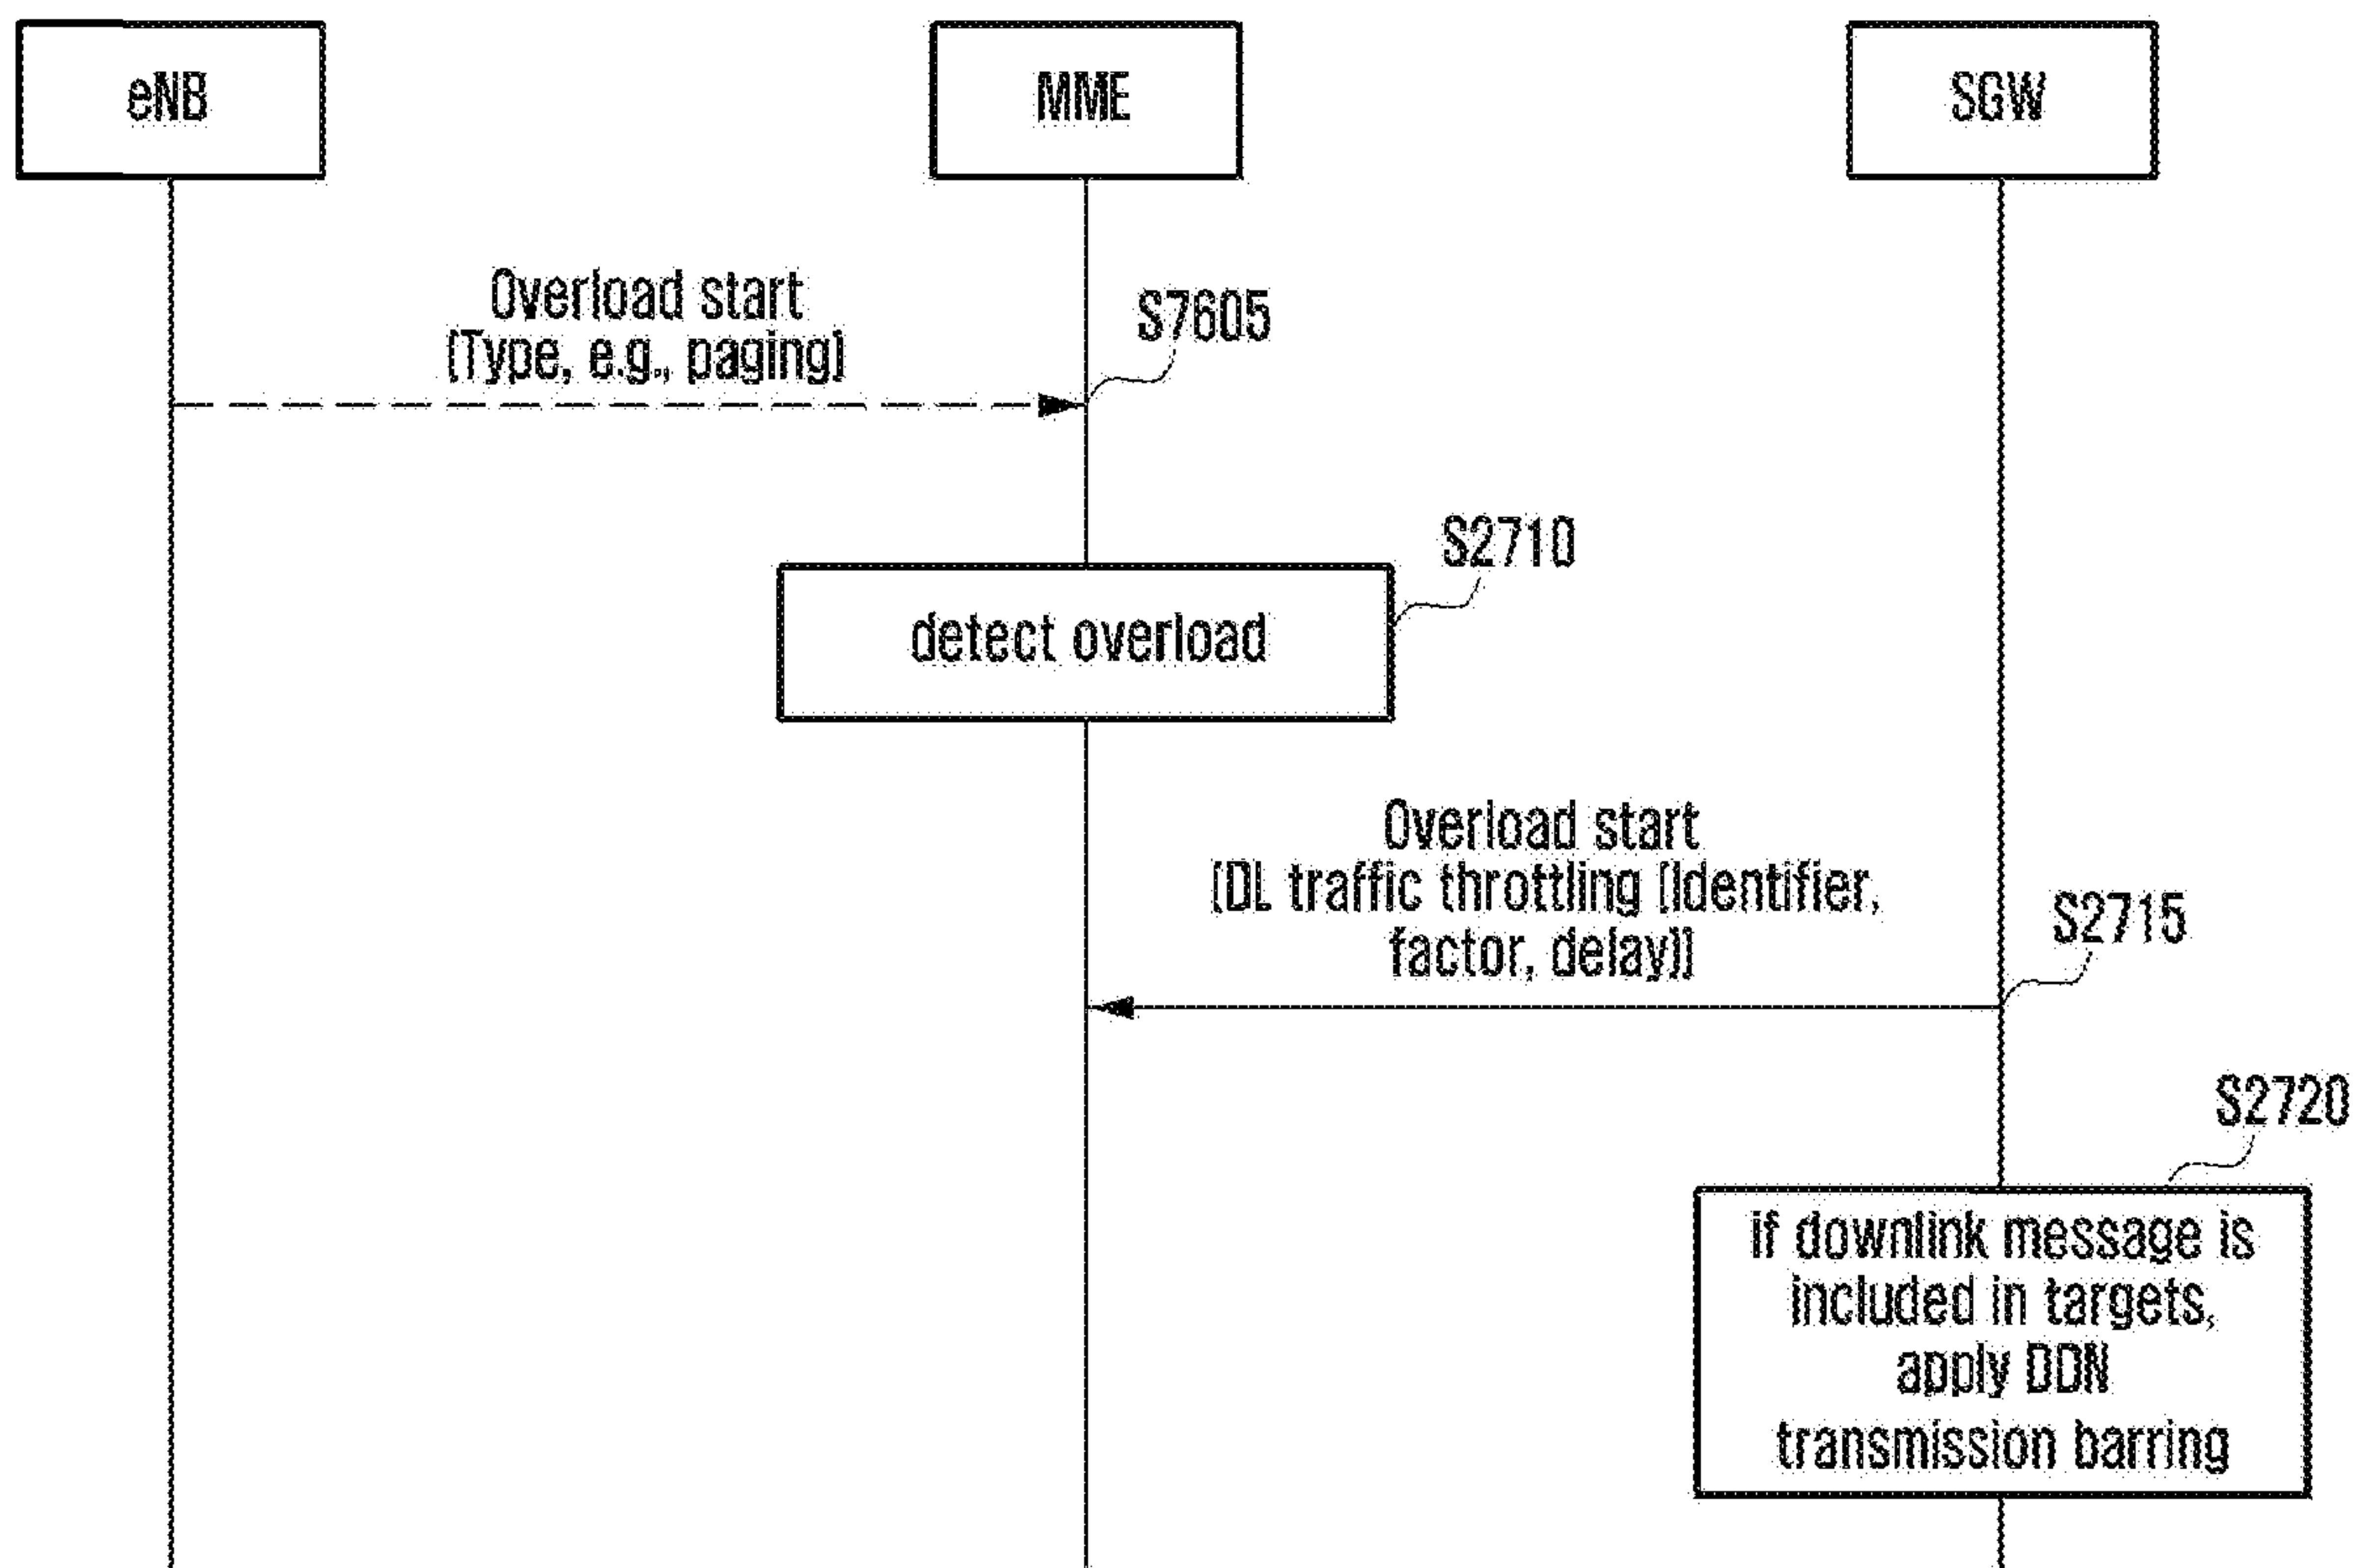 eNB
MME
SGW
Overload start
(Type, e.g., paging)
S7605
S2710
detect overload
Overload start
(DL traffic throttling (Identifier,
factor, delay))
S2715
S2720
if downlink message is
included in targets,
apply DDN
transmission barring